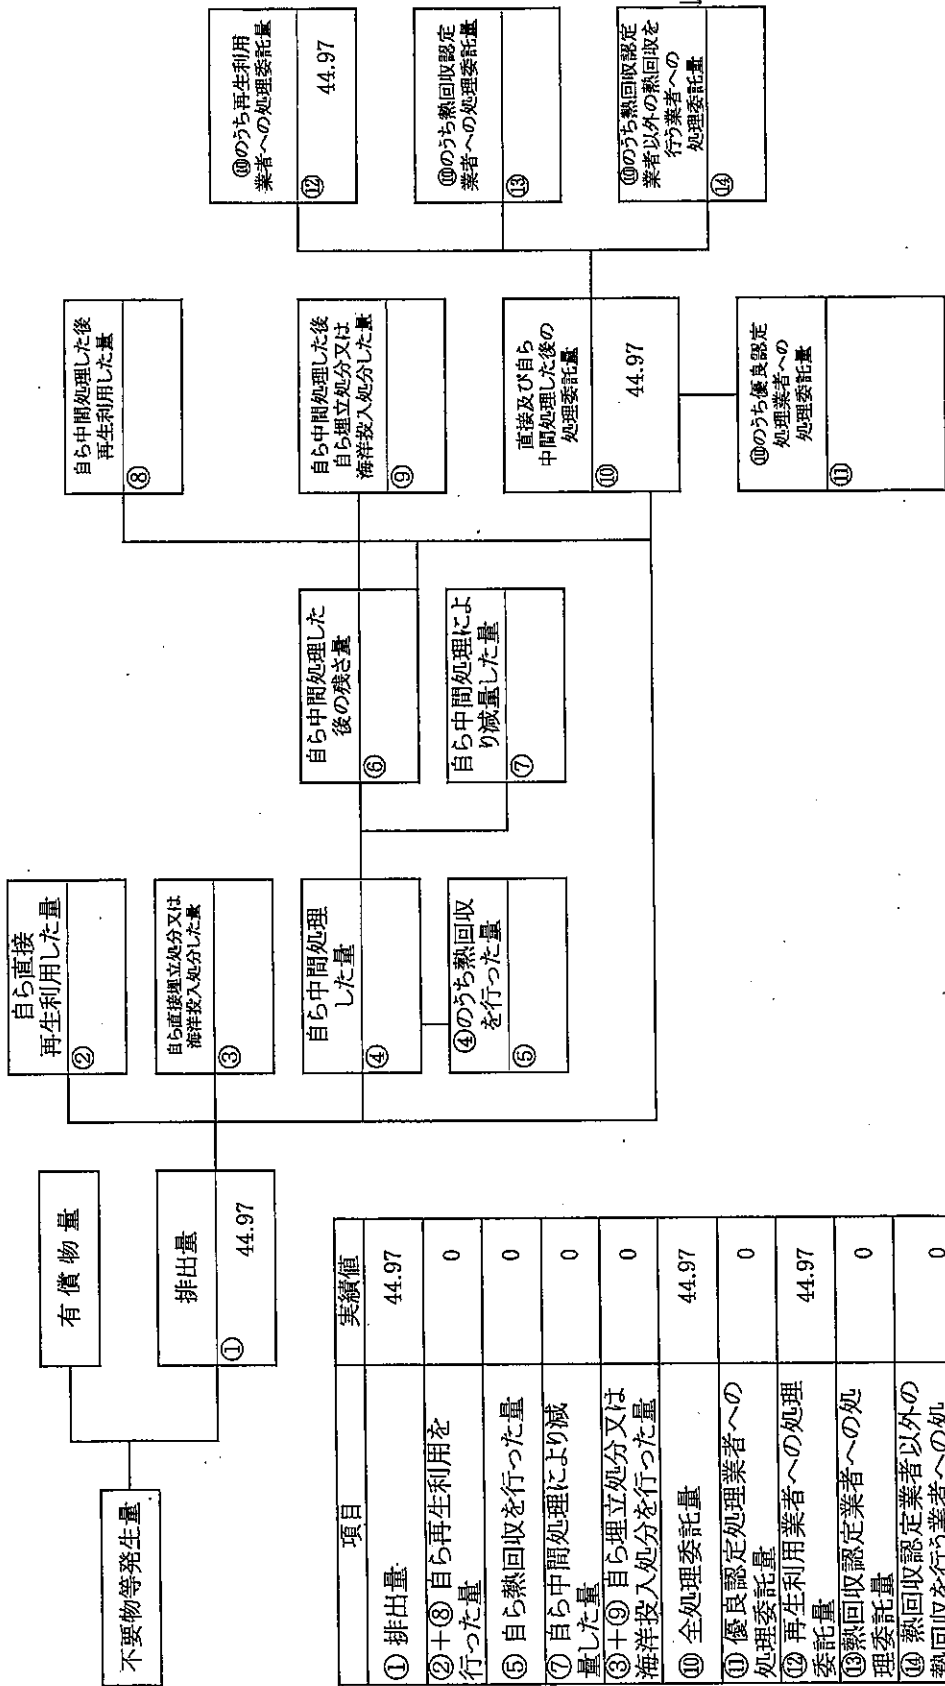 不要物等発生量
有償物量
排出量
①
44.97
自ら直接
再生利用した量
②
自ら直接埋立処分又は
海洋投入処分した量
③
自ら中間処理
した量
④
④のうち熱回収
を行った量
⑤
自ら中間処理した
後の残さ量
⑥
自ら中間処理によ
り減量した量
⑦
自ら中間処理した後
再生利用した量
⑧
自ら中間処理した後
自ら埋立処分又は
海洋投入処分した量
⑨
直接及び自ら
中間処理した後の
処理委託量
⑩
44.97
⑩のうち優良認定
処理業者への
処理委託量
⑪
⑩のうち再生利用
業者への処理委託量
⑫
44.97
⑩のうち熱回収認定
業者への処理委託量
⑬
⑩のうち熱回収認定
業者以外の熱回収を
行う業者への
処理委託量
⑭
項目 実績値
① 排出量 44.97
②+⑧ 自ら再生利用を
行った量 0
⑤ 自ら熱回収を行った量 0
⑦ 自ら中間処理により減
量した量 0
③+⑨ 自ら埋立処分又は
海洋投入処分を行った量 0
⑩ 全処理委託量 44.97
⑪ 優良認定処理業者への
処理委託量 0
⑫ 再生利用業者への処理
委託量 44.97
⑬熱回収認定業者への処
理委託量 0
⑭ 熱回収認定業者以外の
熱回収を行う業者への処 0